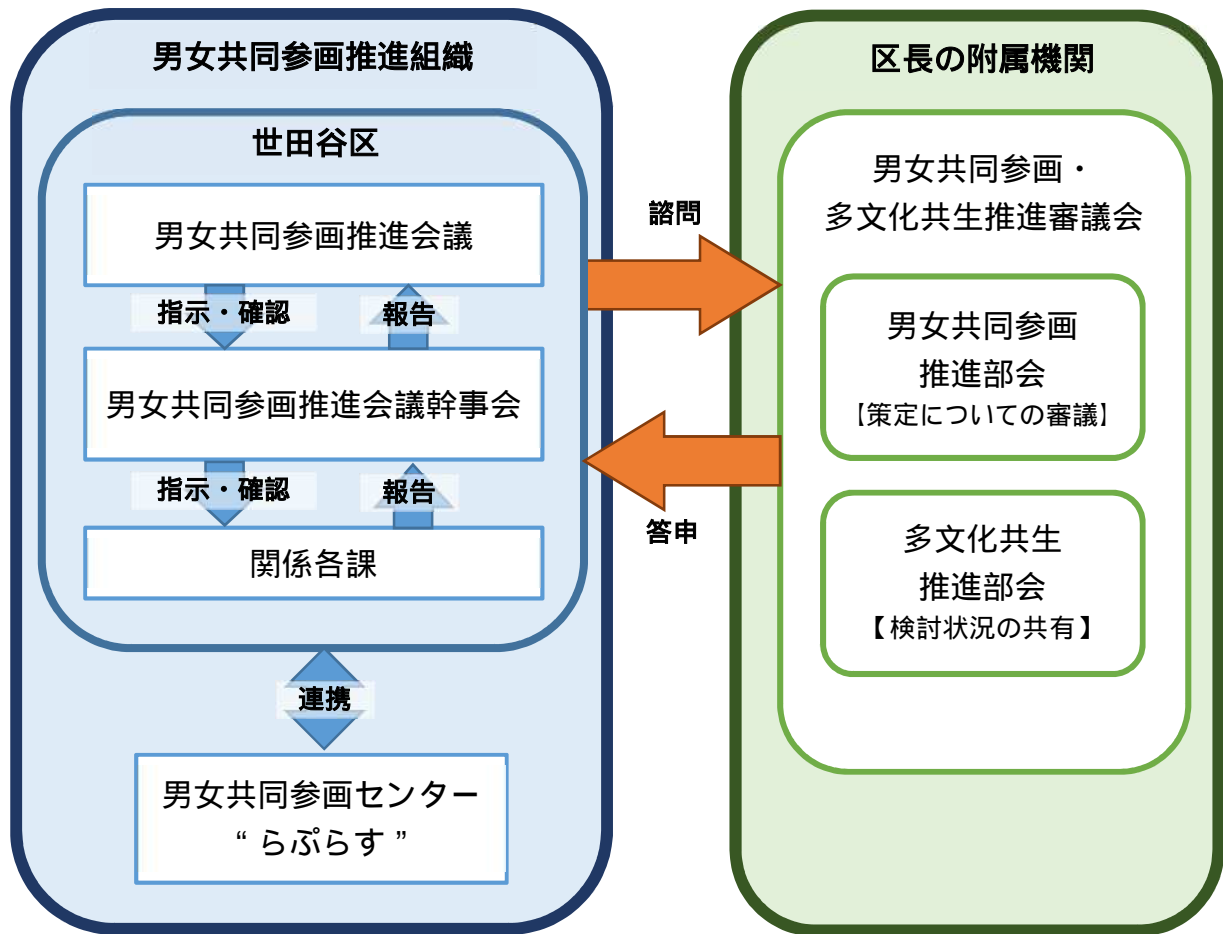 男女共同参画推進組織
世田谷区
男女共同参画推進会議
指示・確認
報告
男女共同参画推進会議幹事会
指示・確認
報告
関係各課
連携
男女共同参画センター
“らぷらす”
諮問
答申
区長の附属機関
男女共同参画・
多文化共生推進審議会
男女共同参画
推進部会
【策定についての審議】
多文化共生
推進部会
【検討状況の共有】